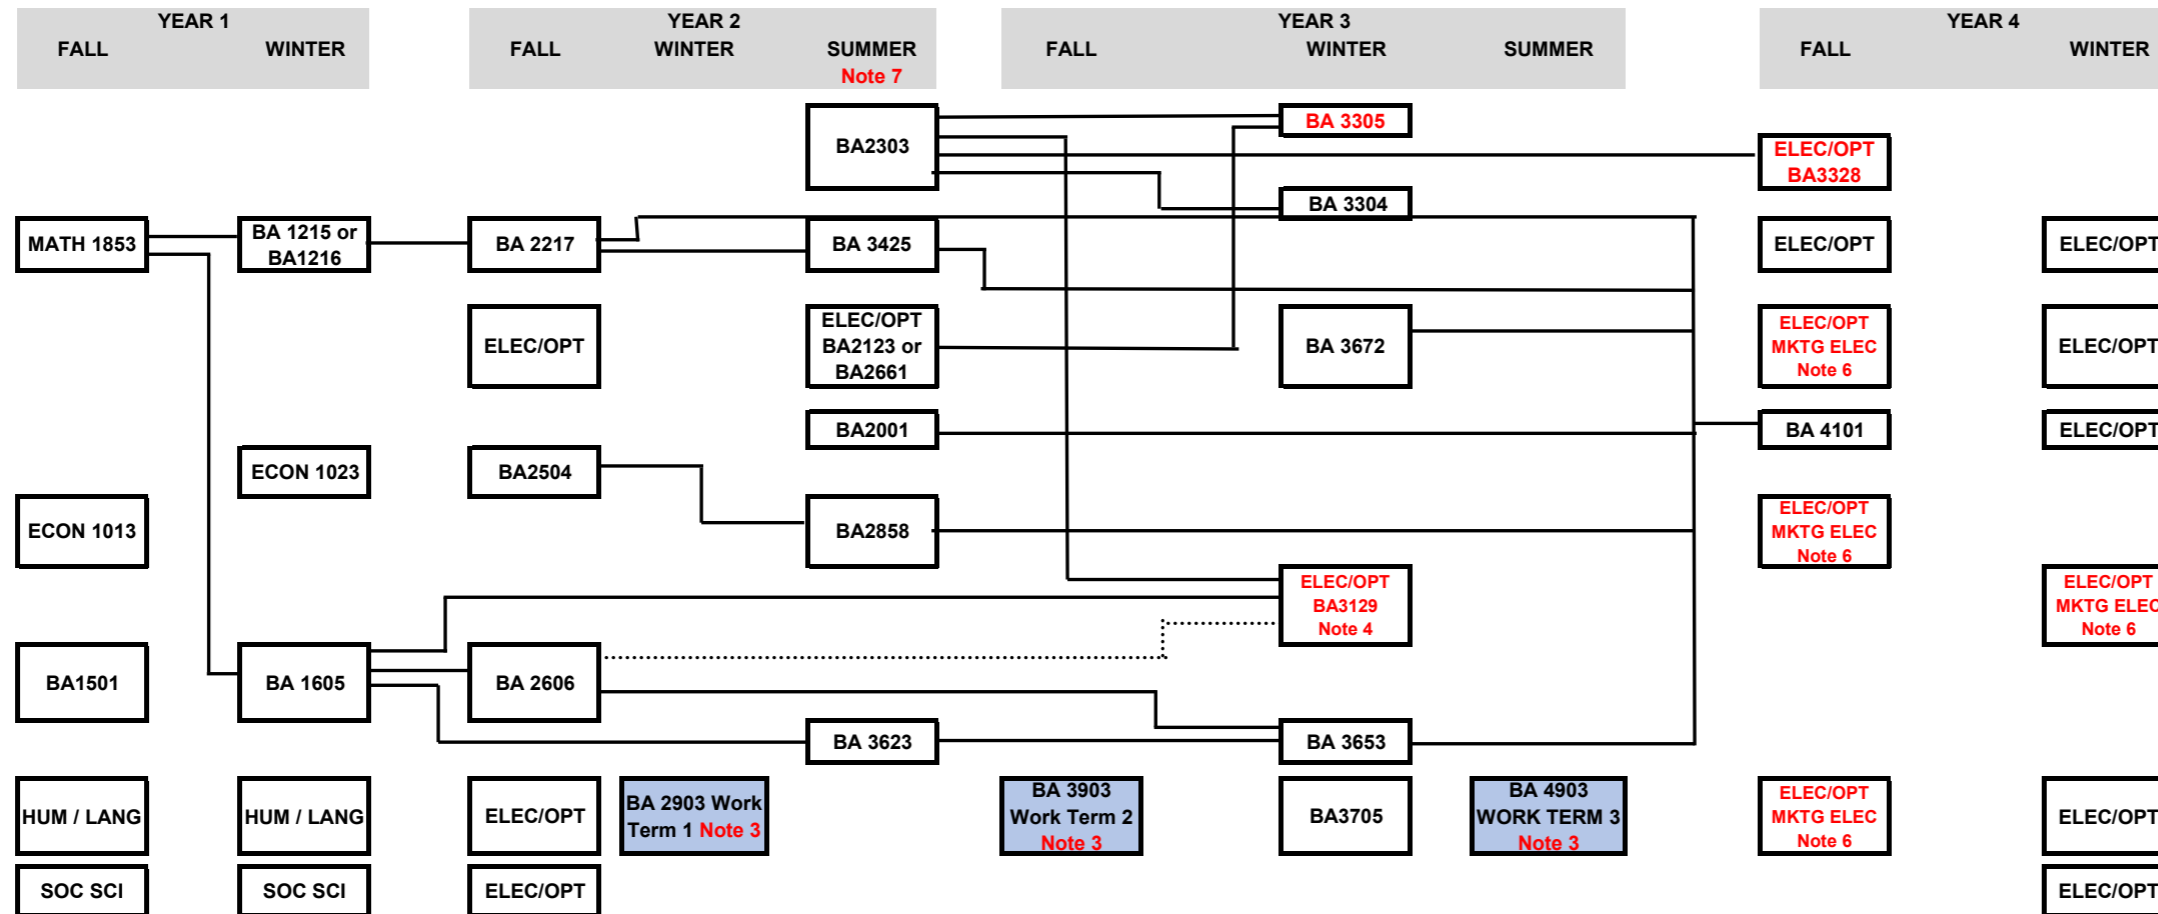 YEAR 1
YEAR 2
YEAR 3
YEAR 4
FALL
WINTER
FALL
WINTER
SUMMER
FALL
WINTER
SUMMER
FALL
WINTER
Note 7
BA2303
BA 3305
ELEC/OPT
BA3328
BA 3304
MATH 1853
BA 1215 or
BA1216
BA 2217
BA 3425
ELEC/OPT
ELEC/OPT
ELEC/OPT
ELEC/OPT
BA2123 or
BA2661
BA 3672
ELEC/OPT
MKTG ELEC
Note 6
ELEC/OPT
BA2001
BA 4101
ELEC/OPT
ECON 1023
BA2504
ECON 1013
BA2858
ELEC/OPT
MKTG ELEC
Note 6
ELEC/OPT
BA3129
Note 4
ELEC/OPT
MKTG ELEC
Note 6
BA1501
BA 1605
BA 2606
BA 3623
BA 3653
HUM / LANG
HUM / LANG
ELEC/OPT
BA 2903 Work
Term 1 Note 3
BA 3903
Work Term 2
Note 3
BA3705
BA 4903
WORK TERM 3
Note 3
ELEC/OPT
MKTG ELEC
Note 6
ELEC/OPT
SOC SCI
SOC SCI
ELEC/OPT
ELEC/OPT